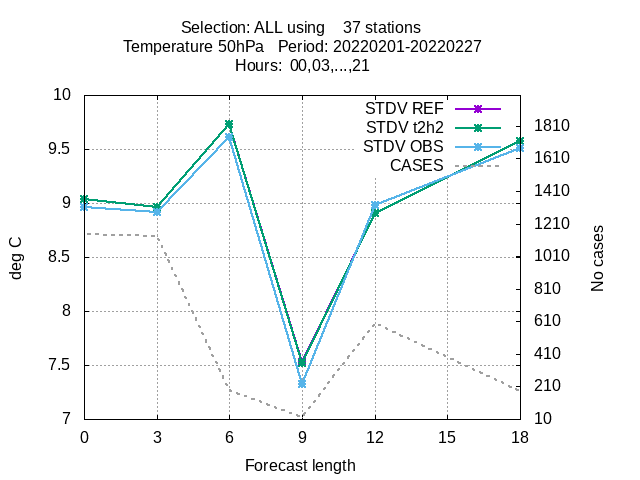 Selection: ALL using    37 stations
Temperature 50hPa   Period: 20220201-20220227
Hours: 00,03,...,21
deg C
10
9.5
9
8.5
8
7.5
7
STDV REF
STDV t2h2
STDV OBS
CASES
1810
1610
1410
1210
1010
810
610
410
210
10
No cases
0 3 6 9 12 15 18
Forecast length